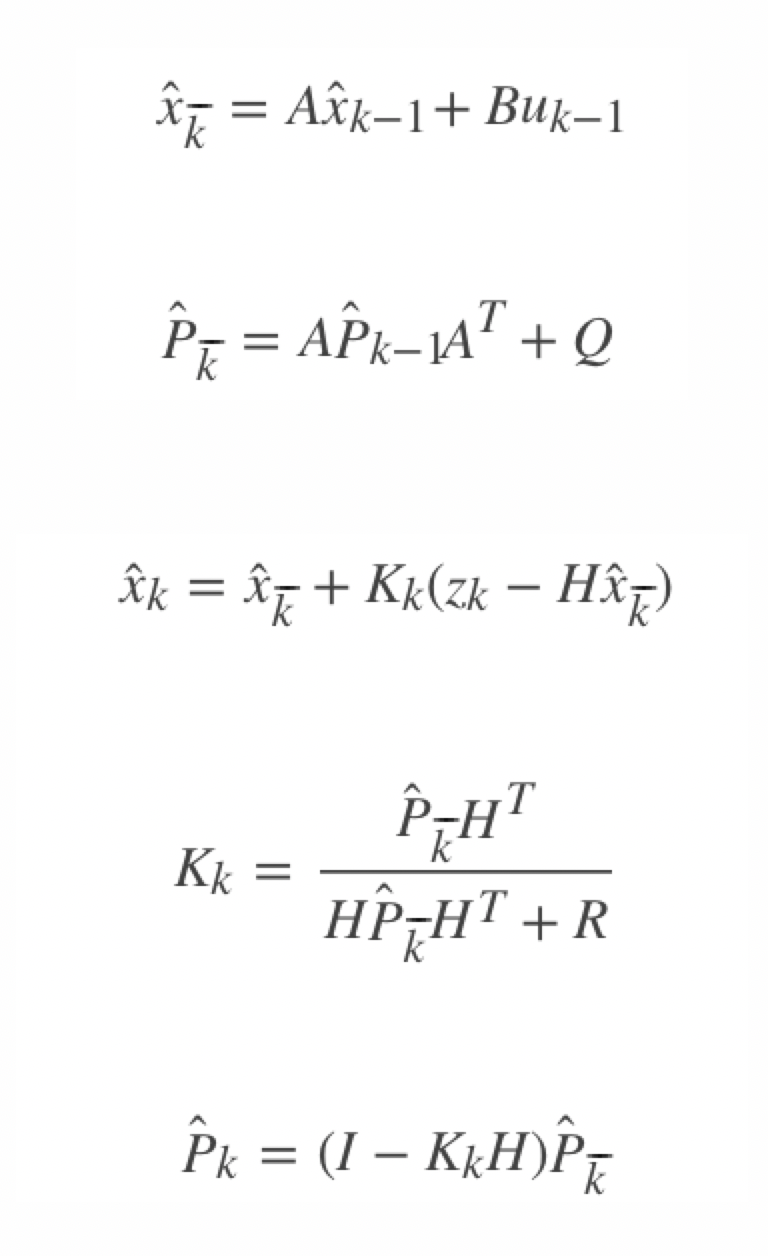 x̂_k̄ = Ax̂_{k−1} + Bu_{k−1}
P̂_k̄ = AP̂_{k−1}A^T + Q
x̂_k = x̂_k̄ + K_k(z_k − Hx̂_k̄)
K_k = \frac{P̂_k̄H^T}{HP̂_k̄H^T + R}
P̂_k = (I − K_kH)P̂_k̄